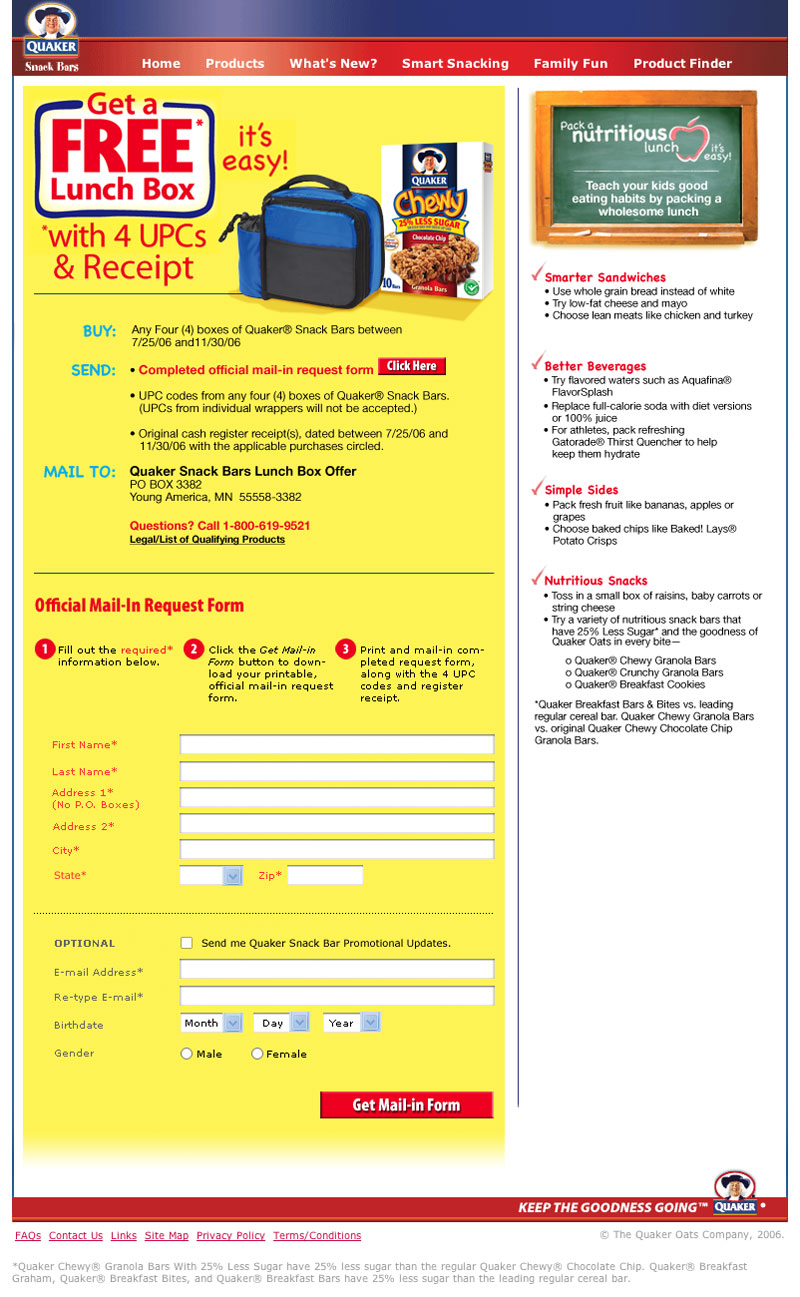 QUAKER
Snack Bars
Home Products What's New? Smart Snacking Family Fun Product Finder
Get a
FREE*
Lunch Box
it's
easy!
*with 4 UPCs
& Receipt
QUAKER
Chewy
25% LESS SUGAR
Chocolate Chip
10 Bars
Granola Bars
BUY: Any Four (4) boxes of Quaker® Snack Bars between
7/25/06 and11/30/06
SEND: • Completed official mail-in request form Click Here
• UPC codes from any four (4) boxes of Quaker® Snack Bars.
(UPCs from individual wrappers will not be accepted.)
• Original cash register receipt(s), dated between 7/25/06 and
11/30/06 with the applicable purchases circled.
MAIL TO: Quaker Snack Bars Lunch Box Offer
PO BOX 3382
Young America, MN 55558-3382
Questions? Call 1-800-619-9521
Legal/List of Qualifying Products
Official Mail-In Request Form
1 Fill out the required*
information below.
2 Click the Get Mail-in
Form button to down-
load your printable,
official mail-in request
form.
3 Print and mail-in com-
pleted request form,
along with the 4 UPC
codes and register
receipt.
First Name*
Last Name*
Address 1*
(No P.O. Boxes)
Address 2*
City*
State* Zip*
OPTIONAL Send me Quaker Snack Bar Promotional Updates.
E-mail Address*
Re-type E-mail*
Birthdate Month Day Year
Gender Male Female
Get Mail-in Form
Pack a
nutritious
lunch it's
easy!
Teach your kids good
eating habits by packing a
wholesome lunch
Smarter Sandwiches
• Use whole grain bread instead of white
• Try low-fat cheese and mayo
• Choose lean meats like chicken and turkey
Better Beverages
• Try flavored waters such as Aquafina®
FlavorSplash
• Replace full-calorie soda with diet versions
or 100% juice
• For athletes, pack refreshing
Gatorade® Thirst Quencher to help
keep them hydrate
Simple Sides
• Pack fresh fruit like bananas, apples or
grapes
• Choose baked chips like Baked! Lays®
Potato Crisps
Nutritious Snacks
• Toss in a small box of raisins, baby carrots or
string cheese
• Try a variety of nutritious snack bars that
have 25% Less Sugar* and the goodness of
Quaker Oats in every bite—
o Quaker® Chewy Granola Bars
o Quaker® Crunchy Granola Bars
o Quaker® Breakfast Cookies
*Quaker Breakfast Bars & Bites vs. leading
regular cereal bar. Quaker Chewy Granola Bars
vs. original Quaker Chewy Chocolate Chip
Granola Bars.
KEEP THE GOODNESS GOING™ QUAKER
FAQs Contact Us Links Site Map Privacy Policy Terms/Conditions © The Quaker Oats Company, 2006.
*Quaker Chewy® Granola Bars With 25% Less Sugar have 25% less sugar than the regular Quaker Chewy® Chocolate Chip. Quaker® Breakfast
Graham, Quaker® Breakfast Bites, and Quaker® Breakfast Bars have 25% less sugar than the leading regular cereal bar.